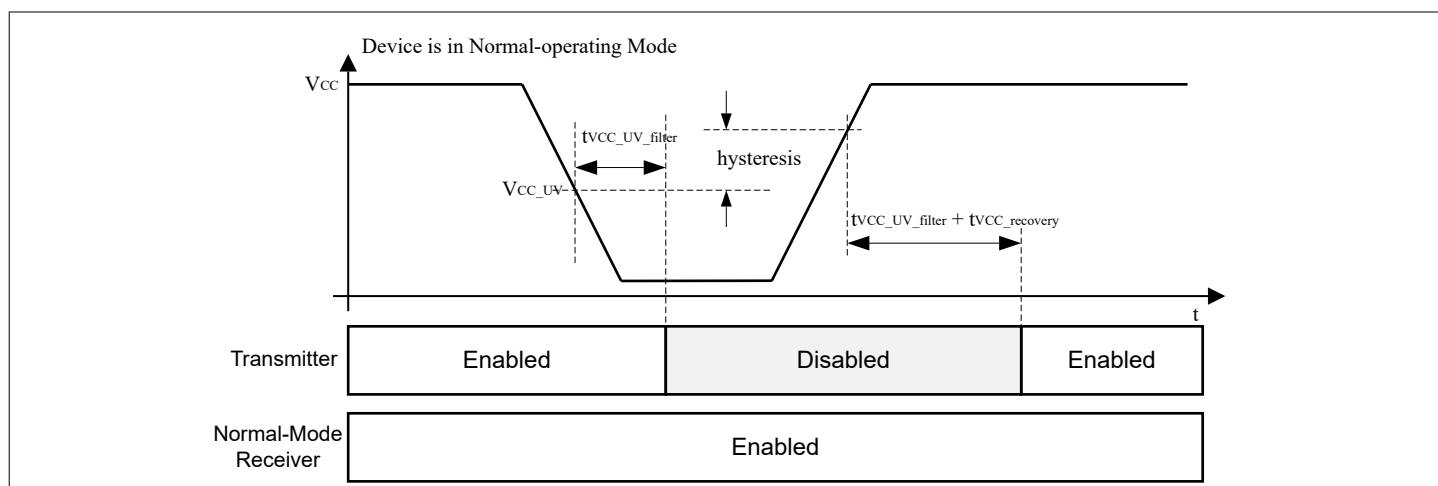 Device is in Normal-operating Mode
VCC
tVCC_UV_filter
hysteresis
VCC_UV
tVCC_UV_filter + tVCC_recovery
t
Transmitter
Enabled
Disabled
Enabled
Normal-Mode
Receiver
Enabled